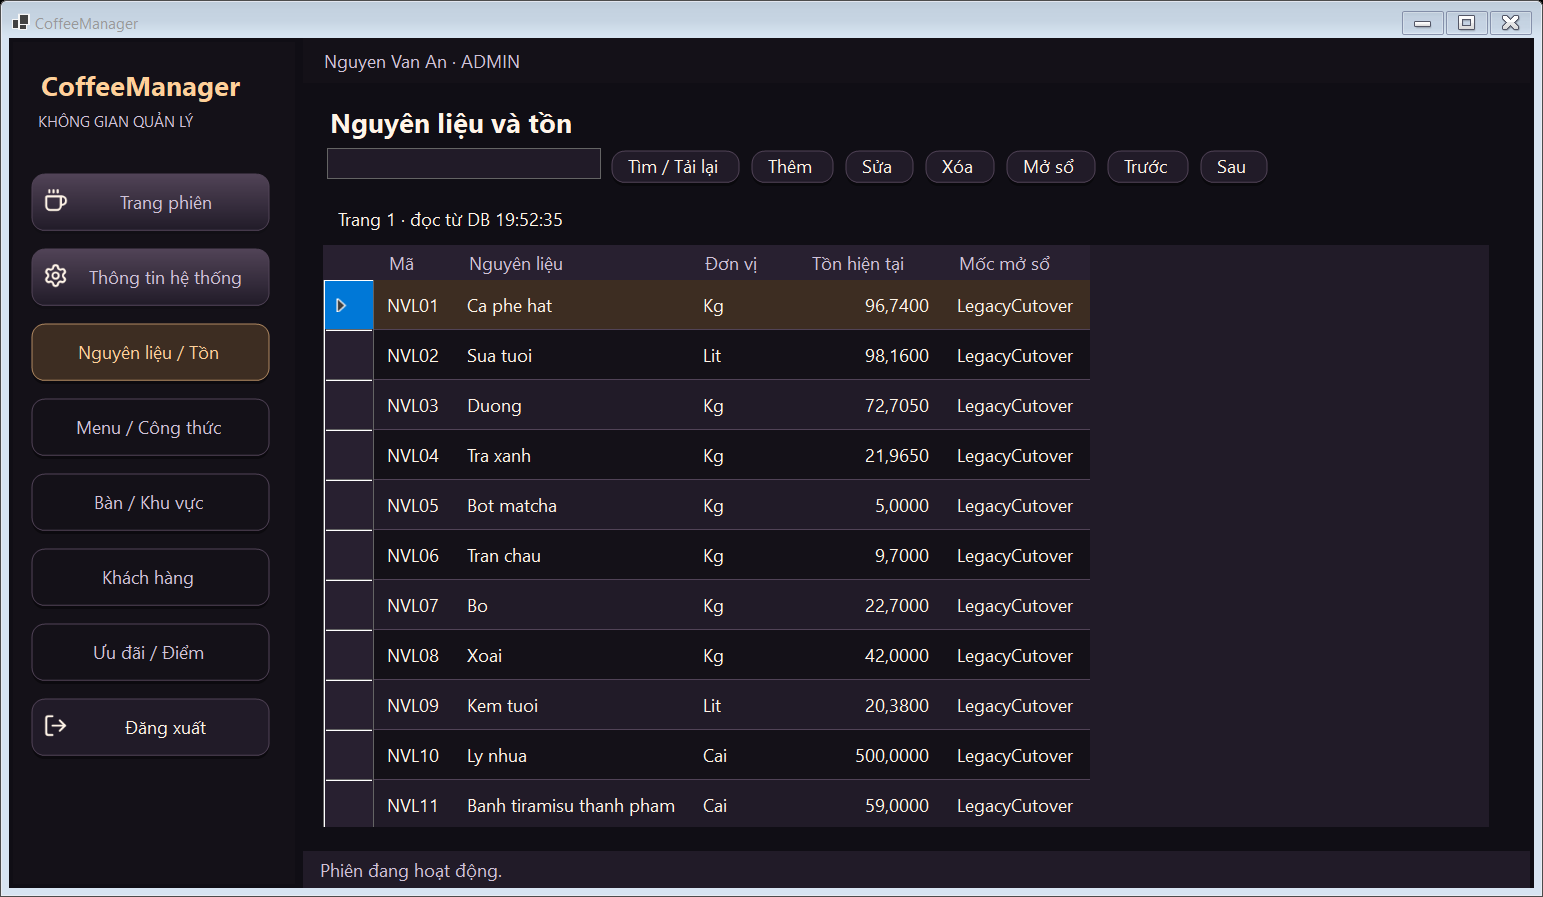 CoffeeManager
CoffeeManager
KHÔNG GIAN QUẢN LÝ
Trang phiên
Thông tin hệ thống
Nguyên liệu / Tồn
Menu / Công thức
Bàn / Khu vực
Khách hàng
Ưu đãi / Điểm
Đăng xuất
Nguyen Van An · ADMIN
Nguyên liệu và tồn
Tìm / Tải lại Thêm Sửa Xóa Mở sổ Trước Sau
Trang 1 · đọc từ DB 19:52:35
Mã Nguyên liệu Đơn vị Tồn hiện tại Mốc mở sổ
NVL01 Ca phe hat Kg 96,7400 LegacyCutover
NVL02 Sua tuoi Lit 98,1600 LegacyCutover
NVL03 Duong Kg 72,7050 LegacyCutover
NVL04 Tra xanh Kg 21,9650 LegacyCutover
NVL05 Bot matcha Kg 5,0000 LegacyCutover
NVL06 Tran chau Kg 9,7000 LegacyCutover
NVL07 Bo Kg 22,7000 LegacyCutover
NVL08 Xoai Kg 42,0000 LegacyCutover
NVL09 Kem tuoi Lit 20,3800 LegacyCutover
NVL10 Ly nhua Cai 500,0000 LegacyCutover
NVL11 Banh tiramisu thanh pham Cai 59,0000 LegacyCutover
Phiên đang hoạt động.